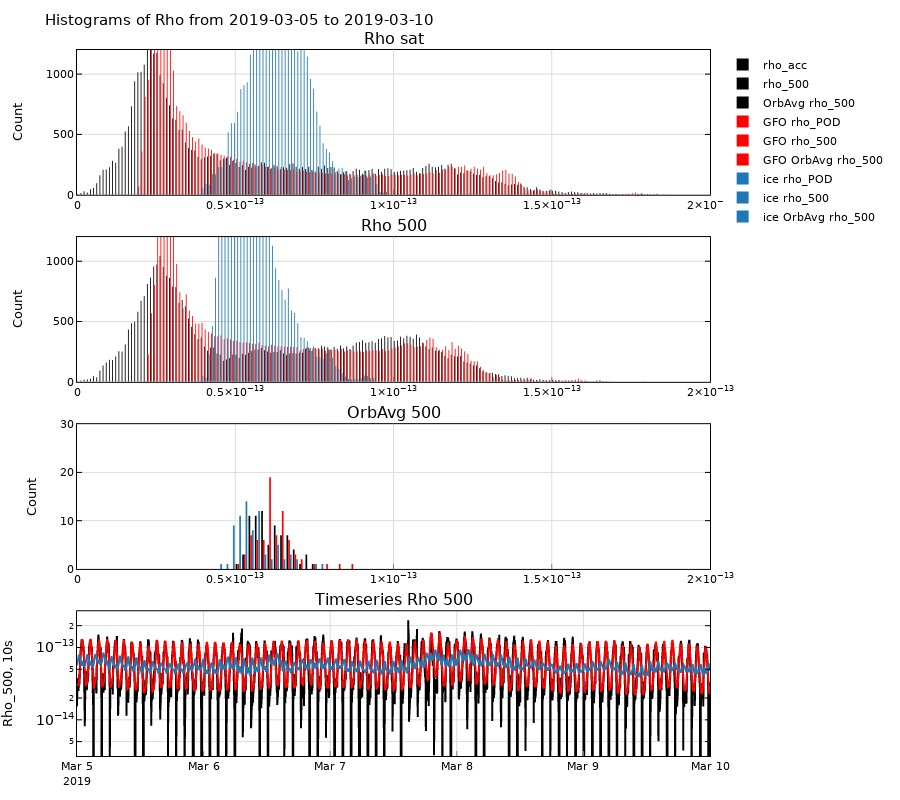 Histograms of Rho from 2019-03-05 to 2019-03-10
Rho sat
1000
500
0
Count
0 0.5×10⁻¹³ 1×10⁻¹³ 1.5×10⁻¹³ 2×10⁻
rho_acc
rho_500
OrbAvg rho_500
GFO rho_POD
GFO rho_500
GFO OrbAvg rho_500
ice rho_POD
ice rho_500
ice OrbAvg rho_500
Rho 500
1000
500
0
Count
0 0.5×10⁻¹³ 1×10⁻¹³ 1.5×10⁻¹³ 2×10⁻¹³
OrbAvg 500
30
20
10
0
Count
0 0.5×10⁻¹³ 1×10⁻¹³ 1.5×10⁻¹³ 2×10⁻¹³
Timeseries Rho 500
2
10⁻¹³
5
2
10⁻¹⁴
5
Rho_500, 10s
Mar 5 Mar 6 Mar 7 Mar 8 Mar 9 Mar 10
2019